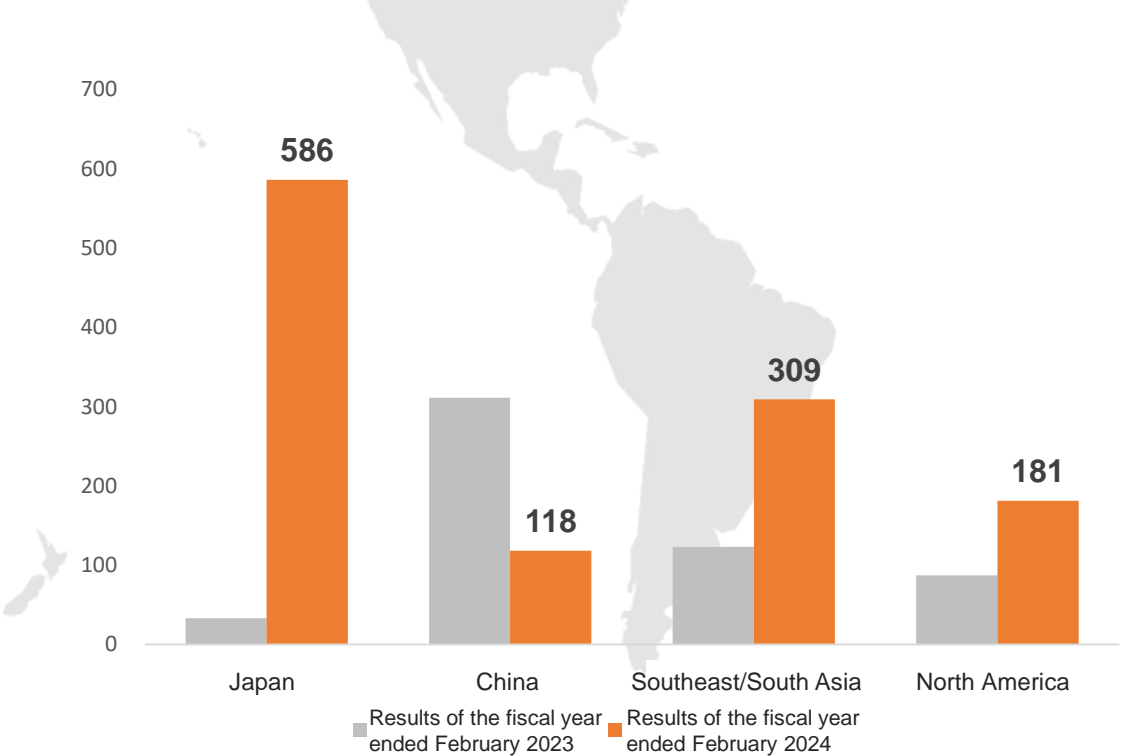 700
600
500
400
300
200
100
0
586
118
309
181
Japan
China
Southeast/South Asia
North America
Results of the fiscal year
ended February 2023
Results of the fiscal year
ended February 2024